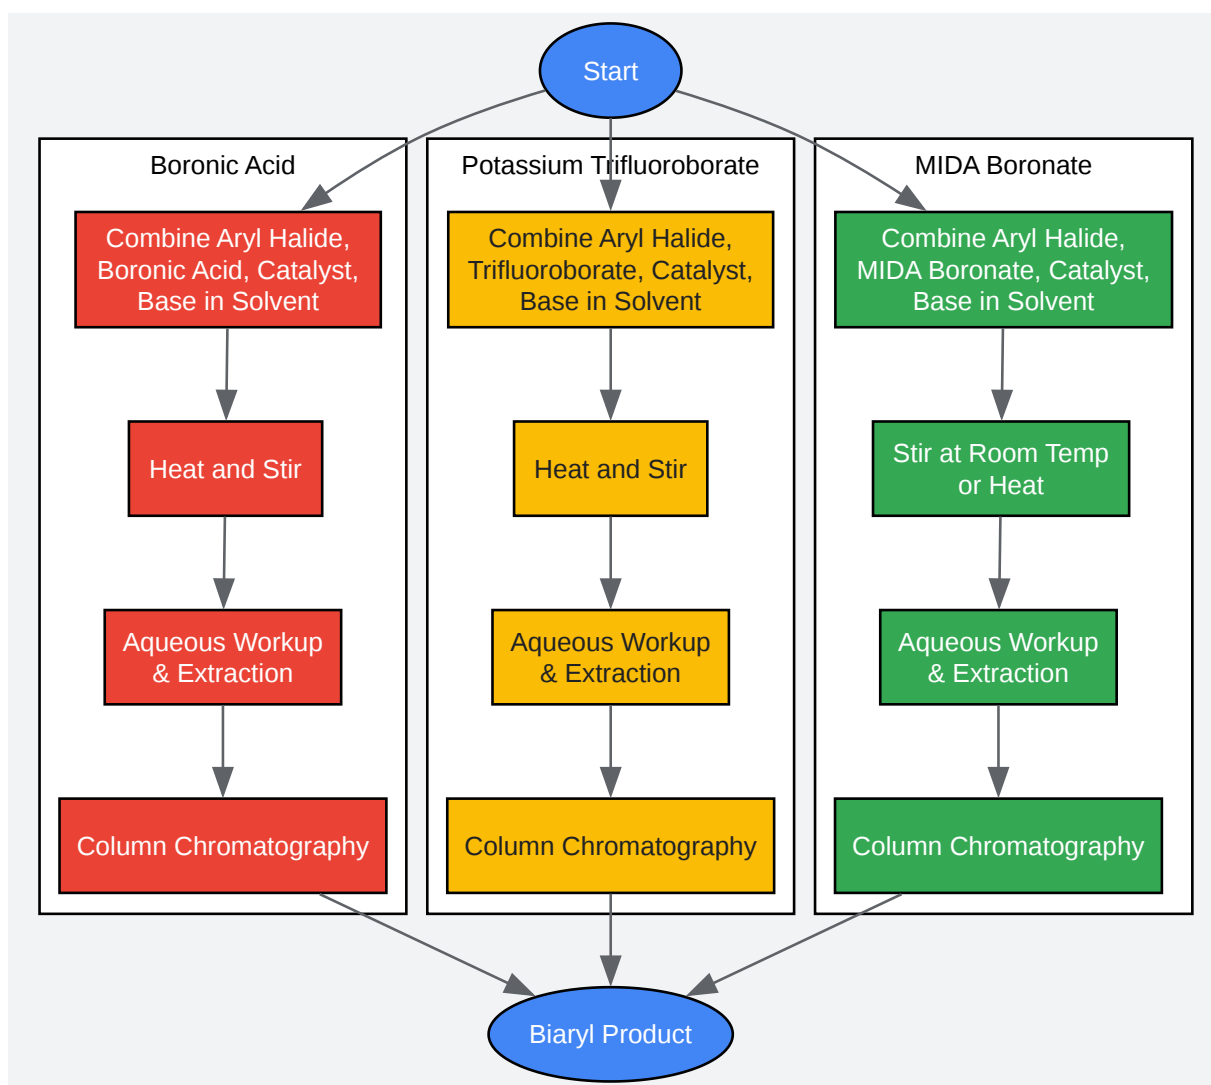 Start
Boronic Acid
Combine Aryl Halide,
Boronic Acid, Catalyst,
Base in Solvent
Heat and Stir
Aqueous Workup
& Extraction
Column Chromatography
Potassium Trifluoroborate
Combine Aryl Halide,
Trifluoroborate, Catalyst,
Base in Solvent
Heat and Stir
Aqueous Workup
& Extraction
Column Chromatography
MIDA Boronate
Combine Aryl Halide,
MIDA Boronate, Catalyst,
Base in Solvent
Stir at Room Temp
or Heat
Aqueous Workup
& Extraction
Column Chromatography
Biaryl Product